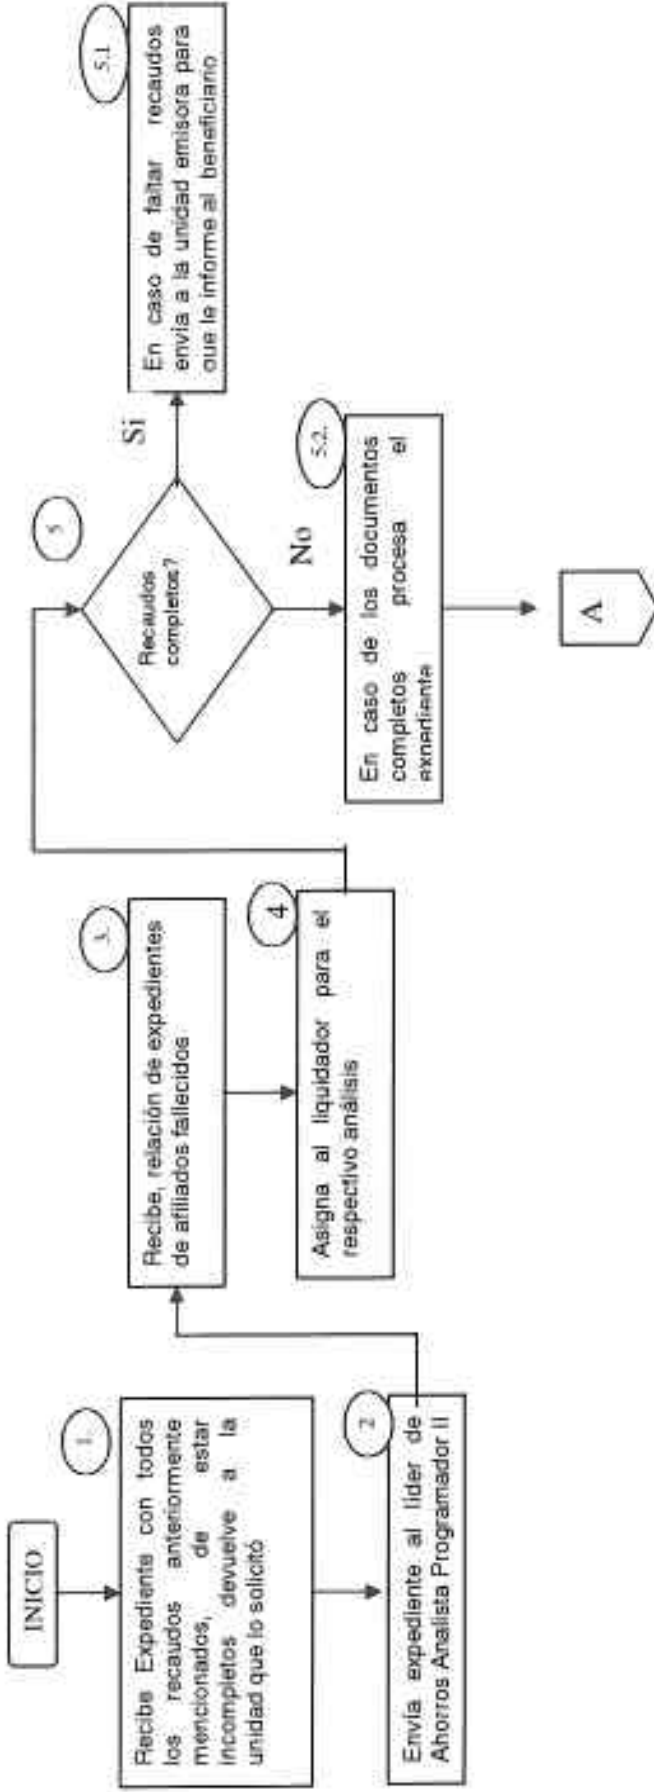 INICIO
1.
Recibe Expediente con todos
los recaudos anteriormente
mencionados, de estar
incompletos devuelve a la
unidad que lo solicitó
2
Envía expediente al líder de
Ahorros Analista Programador II
3.
Recibe, relación de expedientes
de afiliados fallecidos
4
Asigna al liquidador para el
respectivo análisis
5
Recaudos
completos?
Si
5.1
En caso de faltar recaudos
envía a la unidad emisora para
que le informe al beneficiario
No
5.2.
En caso de los documentos
completos procesa el
expediente
A